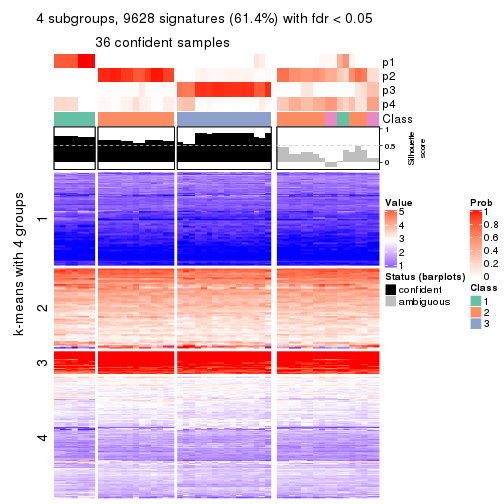 4 subgroups, 9628 signatures (61.4%) with fdr < 0.05
36 confident samples
p1
p2
p3
p4
Class
1
0.5
0
Silhouette
score
k-means with 4 groups
1
2
3
4
Value
5
4
3
2
1
Status (barplots)
confident
ambiguous
Prob
1
0.8
0.6
0.4
0.2
0
Class
1
2
3